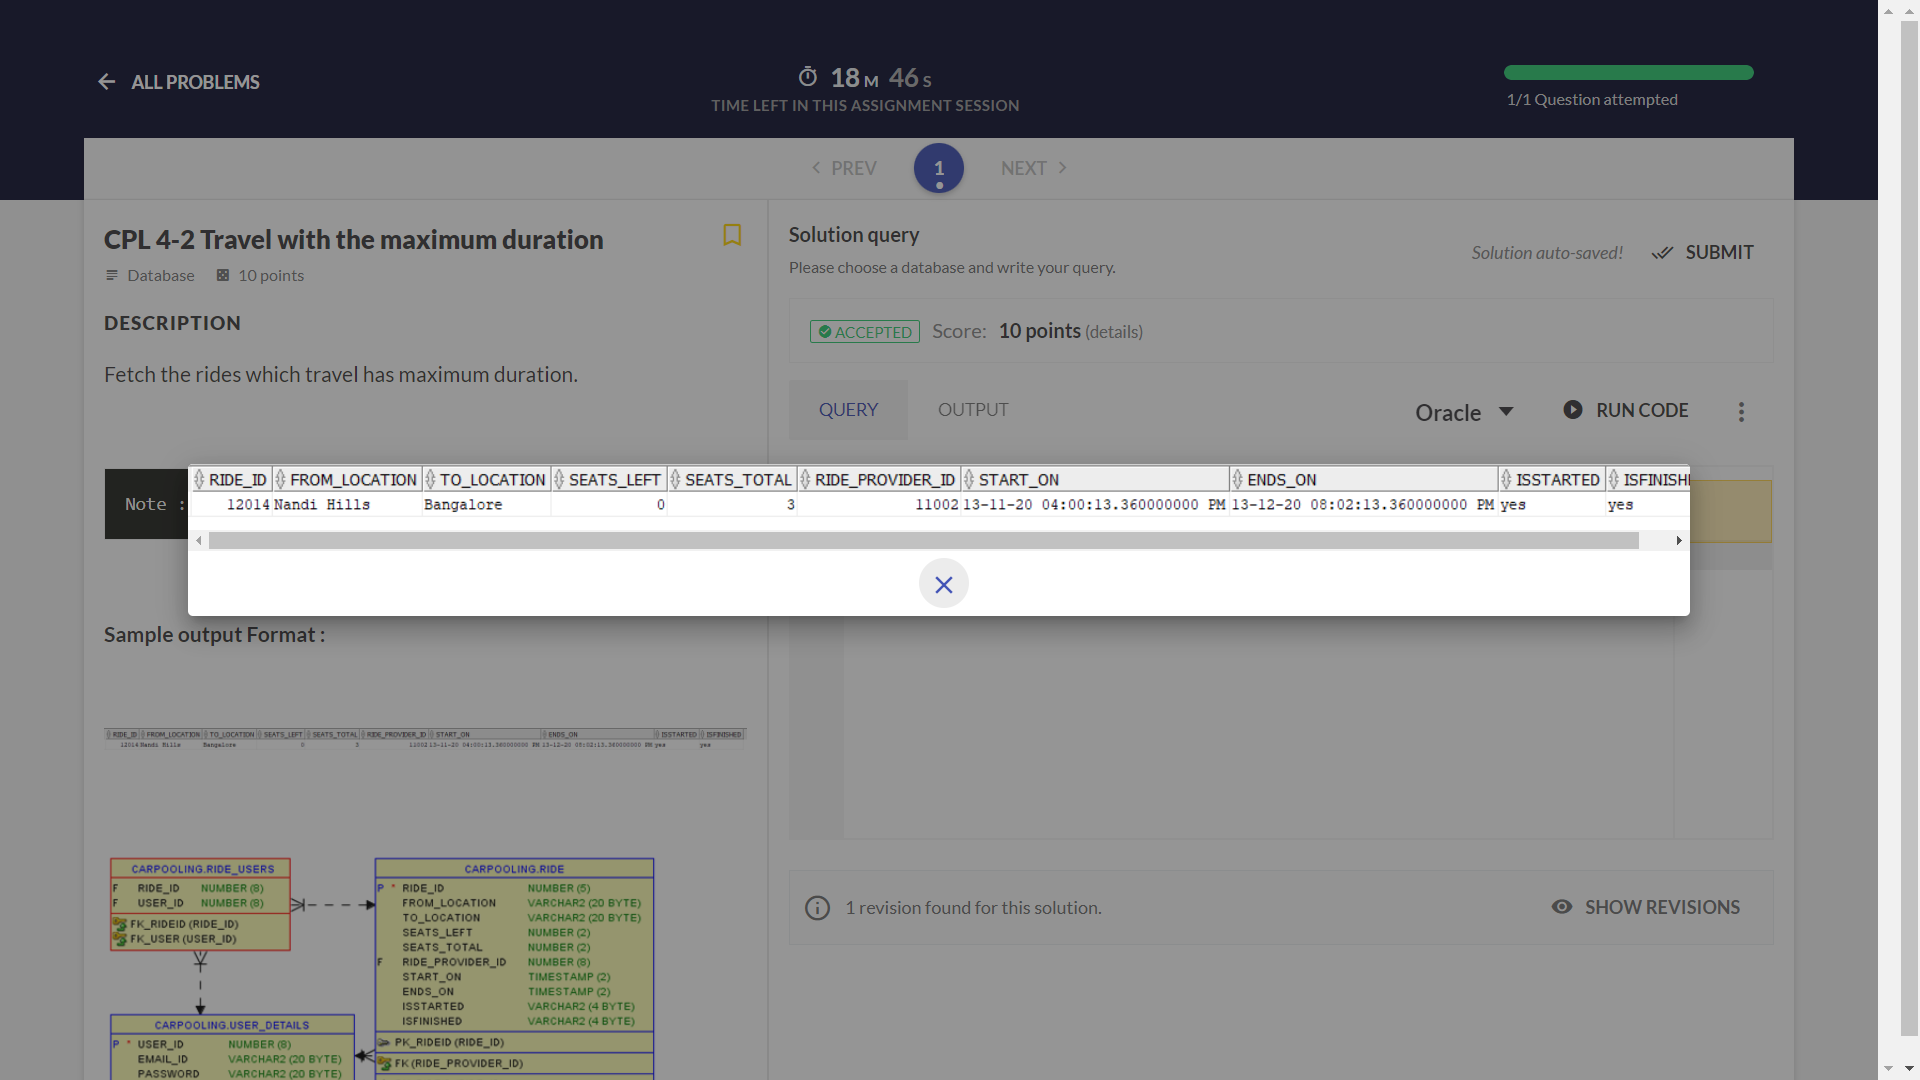 ALL PROBLEMS
18 M 46 S
TIME LEFT IN THIS ASSIGNMENT SESSION
1/1 Question attempted
PREV
1
NEXT
CPL 4-2 Travel with the maximum duration
Database 10 points
DESCRIPTION
Fetch the rides which travel has maximum duration.
Note :
Sample output Format :
RIDE_ID FROM_LOCATION TO_LOCATION SEATS_LEFT SEATS_TOTAL RIDE_PROVIDER_ID START_ON ENDS_ON ISSTARTED ISFINISHED
12014 Nandi Hills Bangalore 0 3 11002 13-11-20 04:00:13.360000000 PM 13-12-20 08:02:13.360000000 PM yes yes
CARPOOLING.RIDE_USERS
F RIDE_ID NUMBER (8)
F USER_ID NUMBER (8)
FK_RIDEID (RIDE_ID)
FK_USER (USER_ID)
CARPOOLING.RIDE
P * RIDE_ID NUMBER (5)
FROM_LOCATION VARCHAR2 (20 BYTE)
TO_LOCATION VARCHAR2 (20 BYTE)
SEATS_LEFT NUMBER (2)
SEATS_TOTAL NUMBER (2)
F RIDE_PROVIDER_ID NUMBER (8)
START_ON TIMESTAMP (2)
ENDS_ON TIMESTAMP (2)
ISSTARTED VARCHAR2 (4 BYTE)
ISFINISHED VARCHAR2 (4 BYTE)
PK_RIDEID (RIDE_ID)
FK (RIDE_PROVIDER_ID)
CARPOOLING.USER_DETAILS
P * USER_ID NUMBER (8)
EMAIL_ID VARCHAR2 (20 BYTE)
PASSWORD VARCHAR2 (20 BYTE)
Solution query
Please choose a database and write your query.
Solution auto-saved!
SUBMIT
ACCEPTED Score: 10 points (details)
QUERY
OUTPUT
Oracle
RUN CODE
1 revision found for this solution.
SHOW REVISIONS
RIDE_ID FROM_LOCATION TO_LOCATION SEATS_LEFT SEATS_TOTAL RIDE_PROVIDER_ID START_ON ENDS_ON ISSTARTED ISFINISH
12014 Nandi Hills Bangalore 0 3 11002 13-11-20 04:00:13.360000000 PM 13-12-20 08:02:13.360000000 PM yes yes